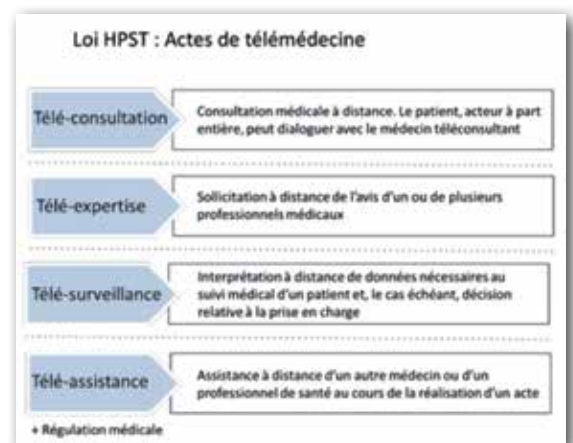 Loi HPST : Actes de télémédecine
Télé-consultation
Consultation médicale à distance. Le patient, acteur à part
entière, peut dialoguer avec le médecin téléconsultant
Télé-expertise
Sollicitation à distance de l'avis d'un ou de plusieurs
professionnels médicaux
Télé-surveillance
Interprétation à distance de données nécessaires au
suivi médical d'un patient et, le cas échéant, décision
relative à la prise en charge
Télé-assistance
Assistance à distance d'un autre médecin ou d'un
professionnel de santé au cours de la réalisation d'un acte
+ Régulation médicale